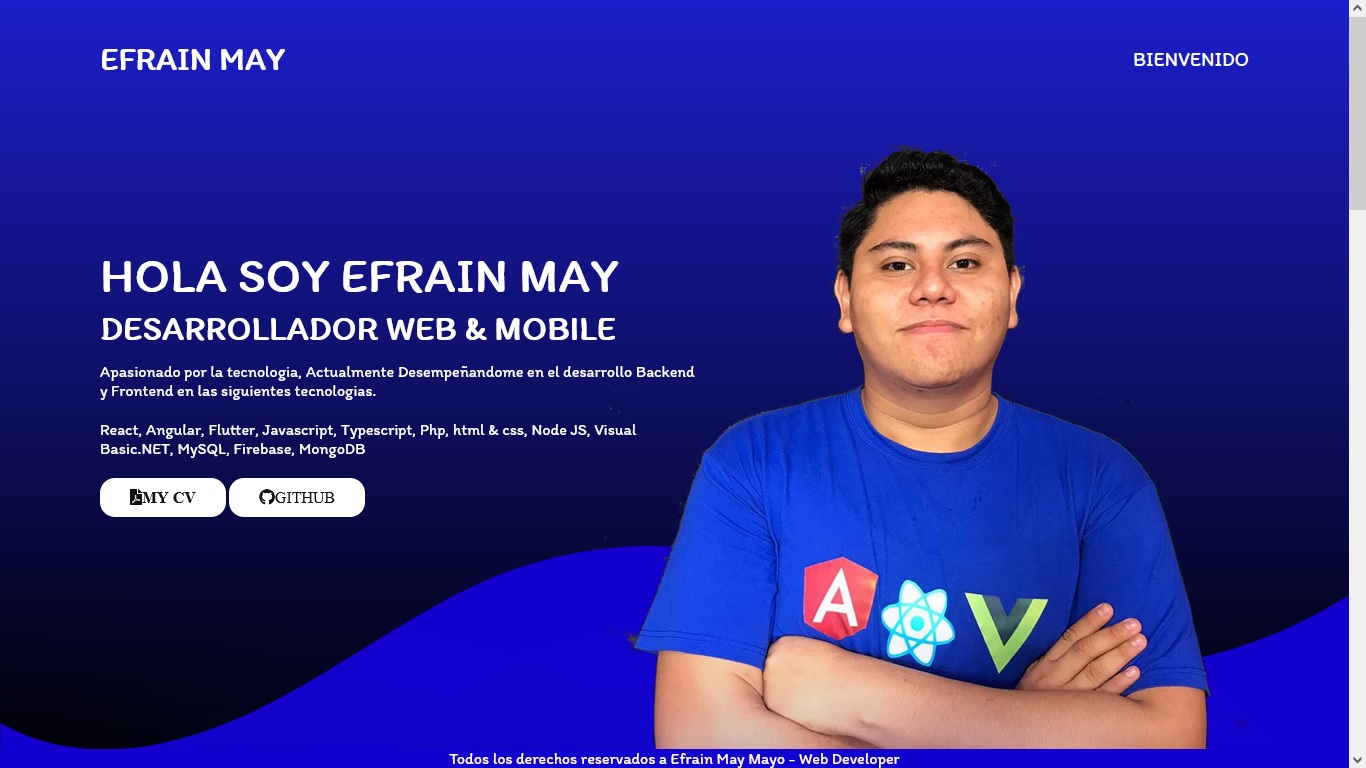 EFRAIN MAY
BIENVENIDO
HOLA SOY EFRAIN MAY
DESARROLLADOR WEB & MOBILE
Apasionado por la tecnologia, Actualmente Desempeñandome en el desarrollo Backend
y Frontend en las siguientes tecnologias.
React, Angular, Flutter, Javascript, Typescript, Php, html & css, Node JS, Visual
Basic.NET, MySQL, Firebase, MongoDB
MY CV
GITHUB
A
Todos los derechos reservados a Efrain May Mayo - Web Developer